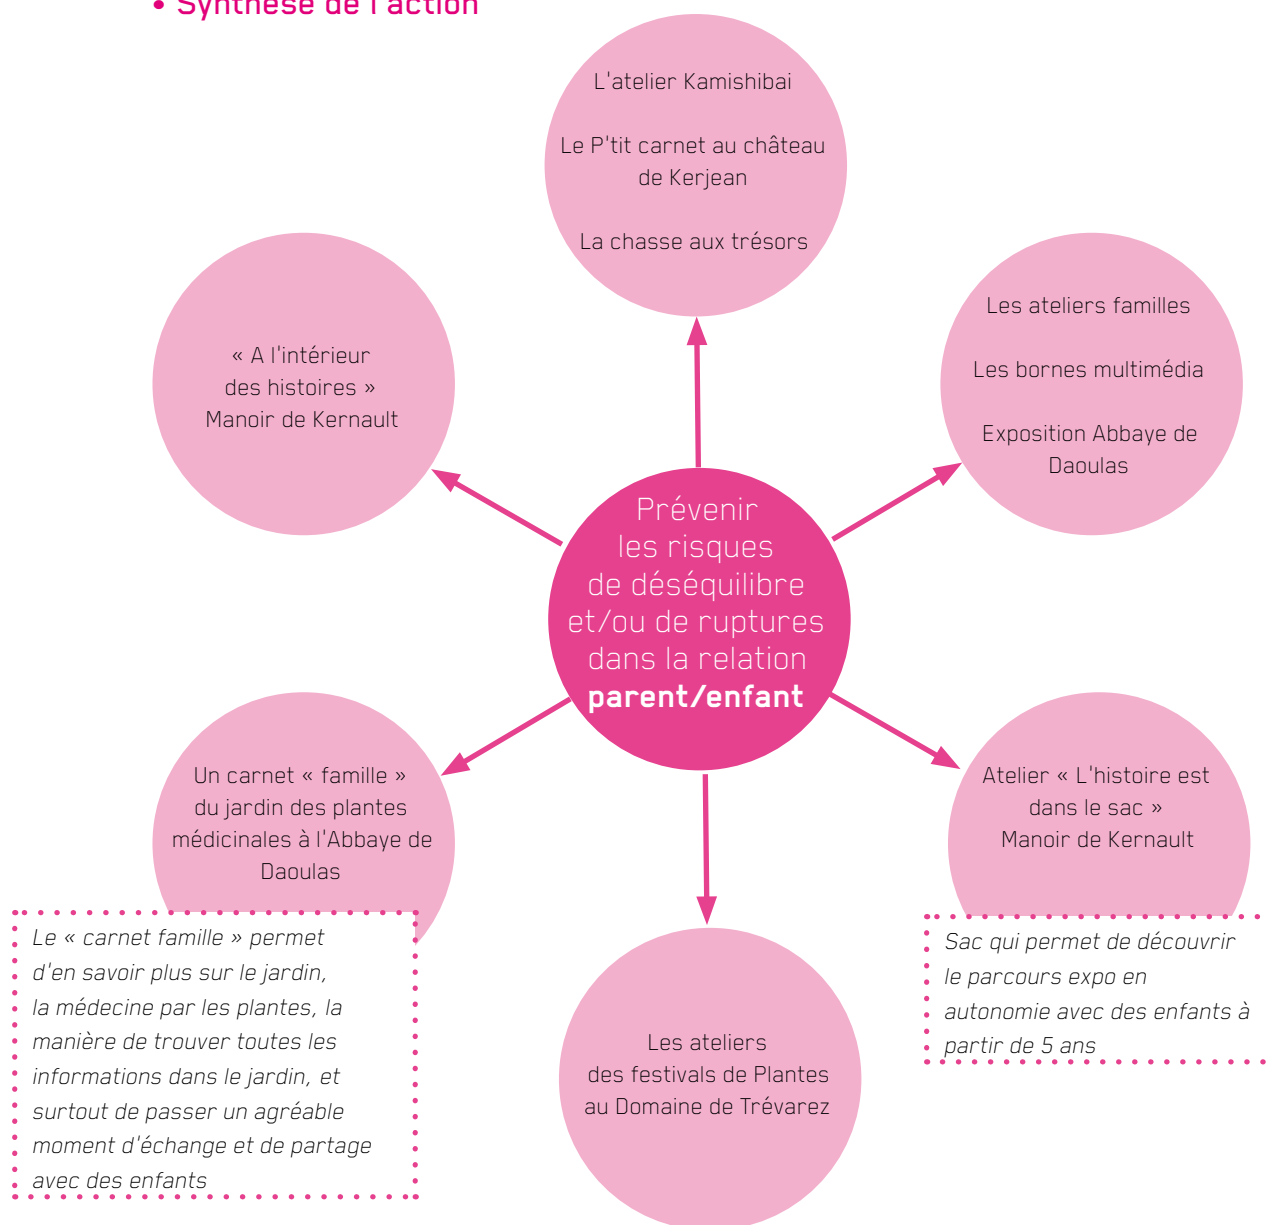 • Synthèse de l'action
L'atelier Kamishibai
Le P'tit carnet au château
de Kerjean
La chasse aux trésors
« A l'intérieur
des histoires »
Manoir de Kernault
Les ateliers familles
Les bornes multimédia
Exposition Abbaye de
Daoulas
Prévenir
les risques
de déséquilibre
et/ou de ruptures
dans la relation
parent/enfant
Un carnet « famille »
du jardin des plantes
médicinales à l'Abbaye de
Daoulas
Le « carnet famille » permet
d'en savoir plus sur le jardin,
la médecine par les plantes, la
manière de trouver toutes les
informations dans le jardin, et
surtout de passer un agréable
moment d'échange et de partage
avec des enfants
Atelier « L'histoire est
dans le sac »
Manoir de Kernault
Sac qui permet de découvrir
le parcours expo en
autonomie avec des enfants à
partir de 5 ans
Les ateliers
des festivals de Plantes
au Domaine de Trévarez